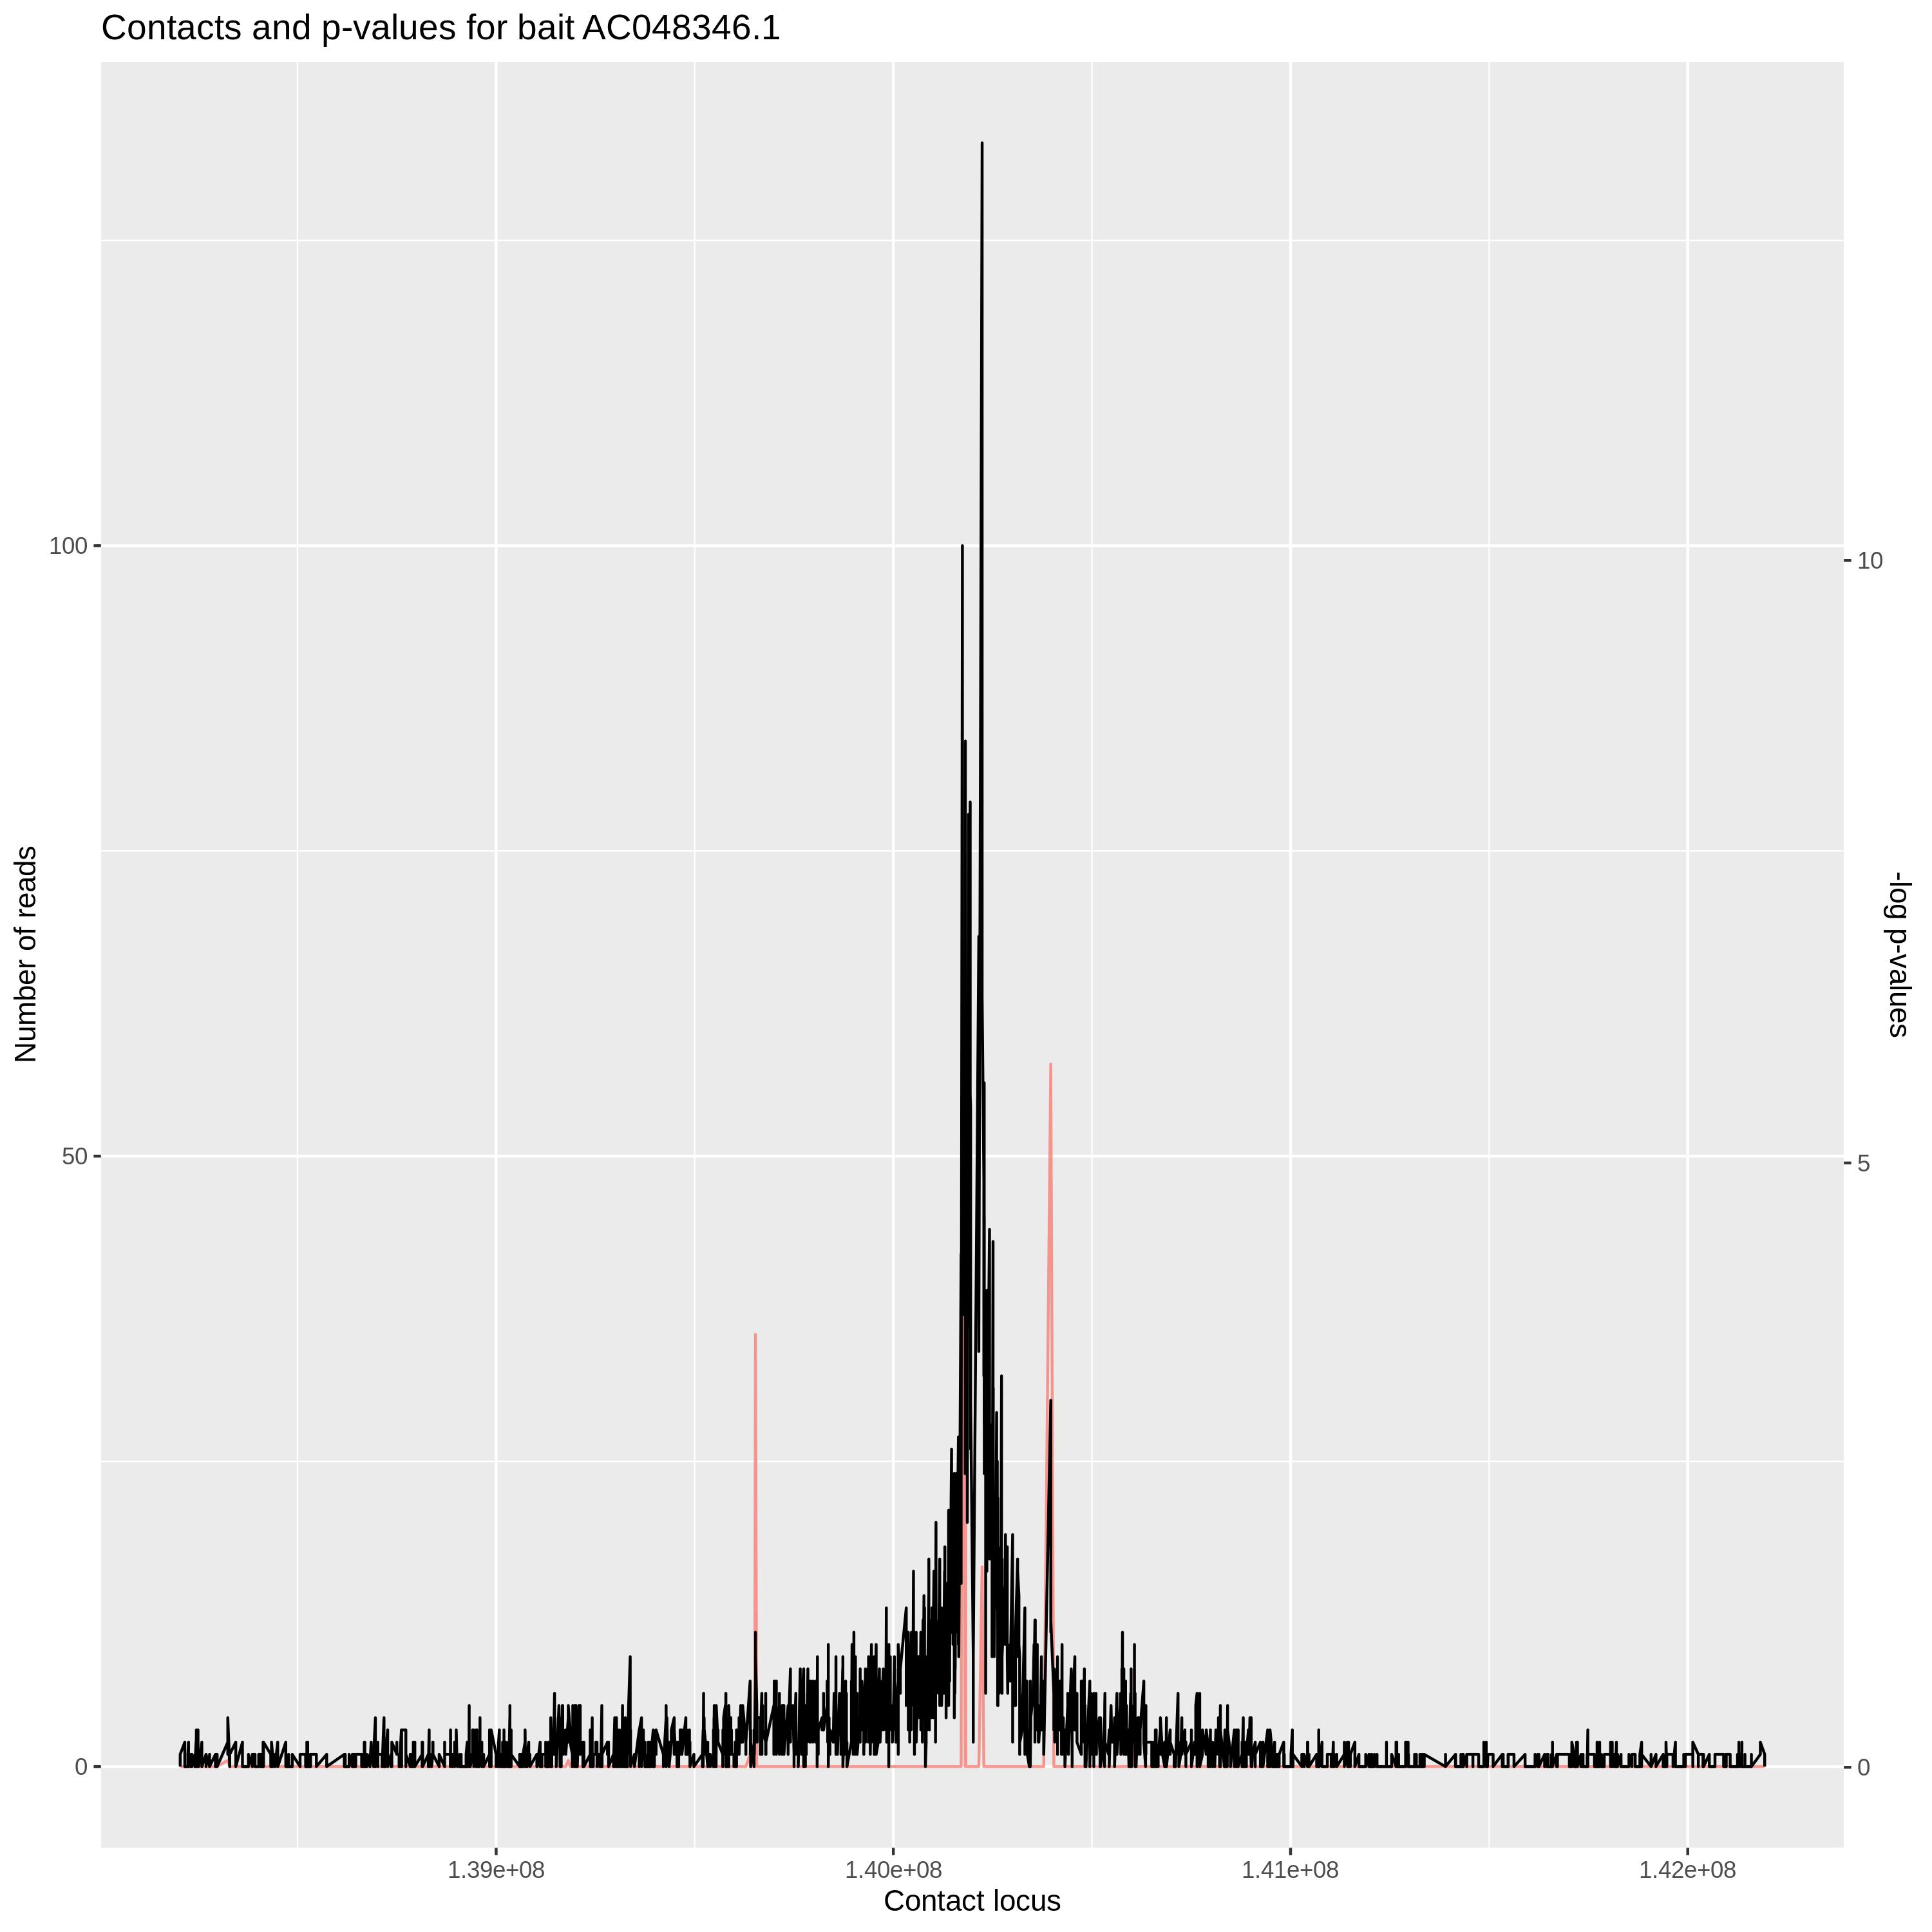 Contacts and p-values for bait AC048346.1
Number of reads
100
50
0
10
5
0
-log p-values
1.39e+08
1.40e+08
1.41e+08
1.42e+08
Contact locus